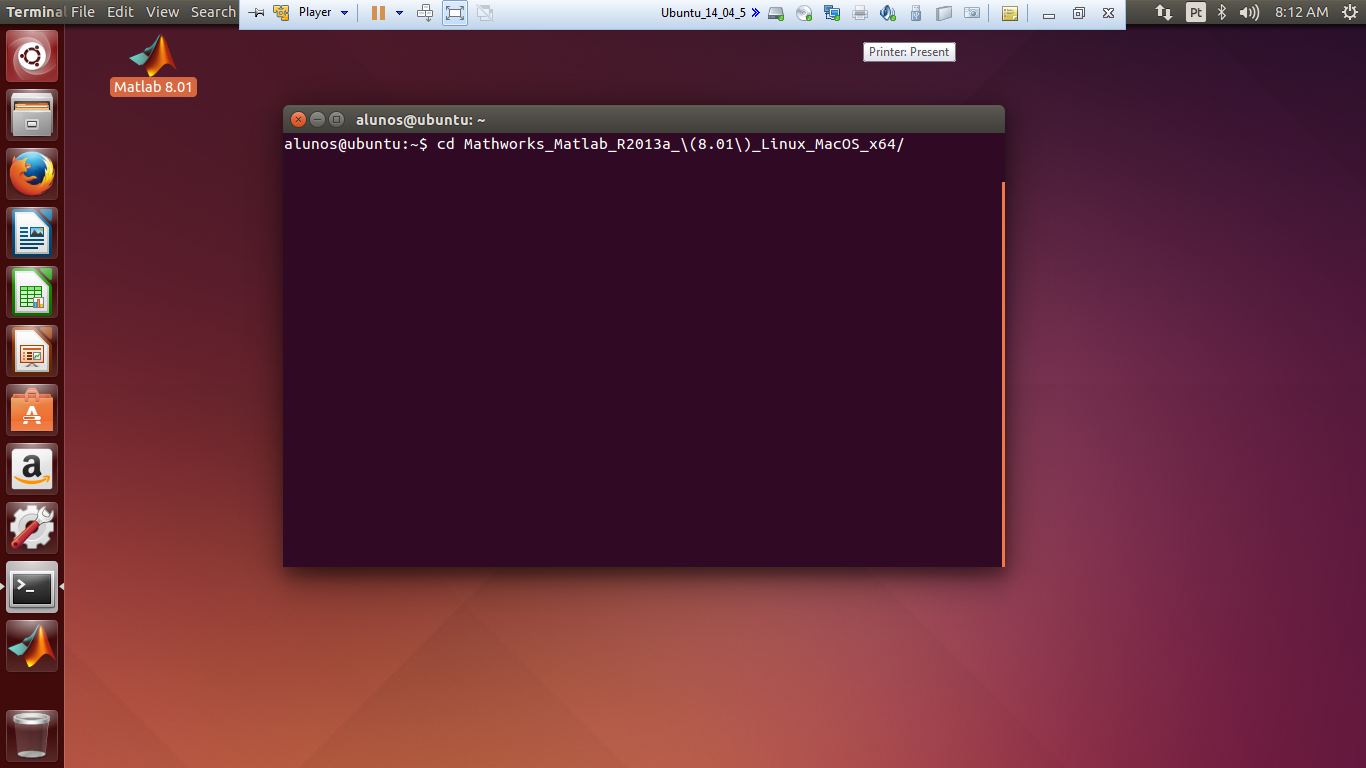 Terminal File Edit View Search
Player
Ubuntu_14_04_5
Pt
8:12 AM
Printer: Present
Matlab 8.01
alunos@ubuntu: ~
alunos@ubuntu:~$ cd Mathworks_Matlab_R2013a_\(8.01\)_Linux_MacOS_x64/